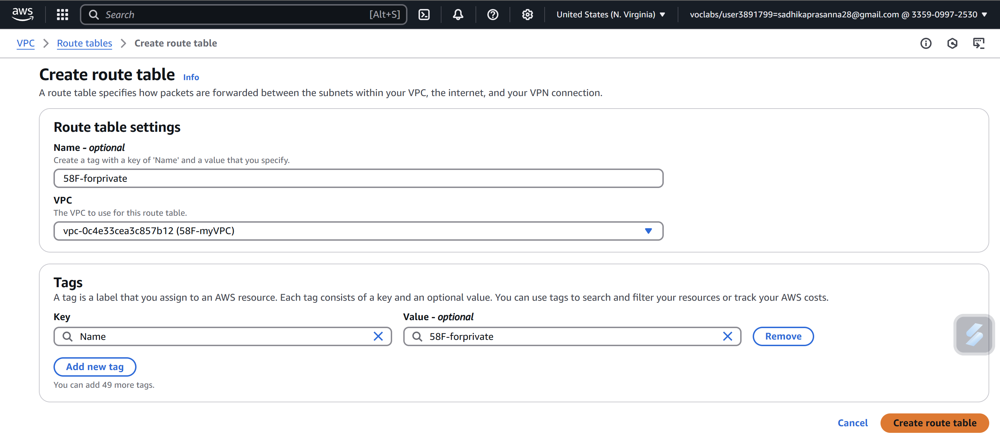 aws Search [Alt+S] United States (N. Virginia) voclabs/user3891799=sadhikaprasanna28@gmail.com @ 3359-0997-2530
VPC Route tables Create route table
Create route table Info
A route table specifies how packets are forwarded between the subnets within your VPC, the internet, and your VPN connection.
Route table settings
Name - optional
Create a tag with a key of 'Name' and a value that you specify.
58F-forprivate
VPC
The VPC to use for this route table.
vpc-0c4e33cea3c857b12 (58F-myVPC)
Tags
A tag is a label that you assign to an AWS resource. Each tag consists of a key and an optional value. You can use tags to search and filter your resources or track your AWS costs.
Key Value - optional
Name 58F-forprivate Remove
Add new tag
You can add 49 more tags.
Cancel Create route table